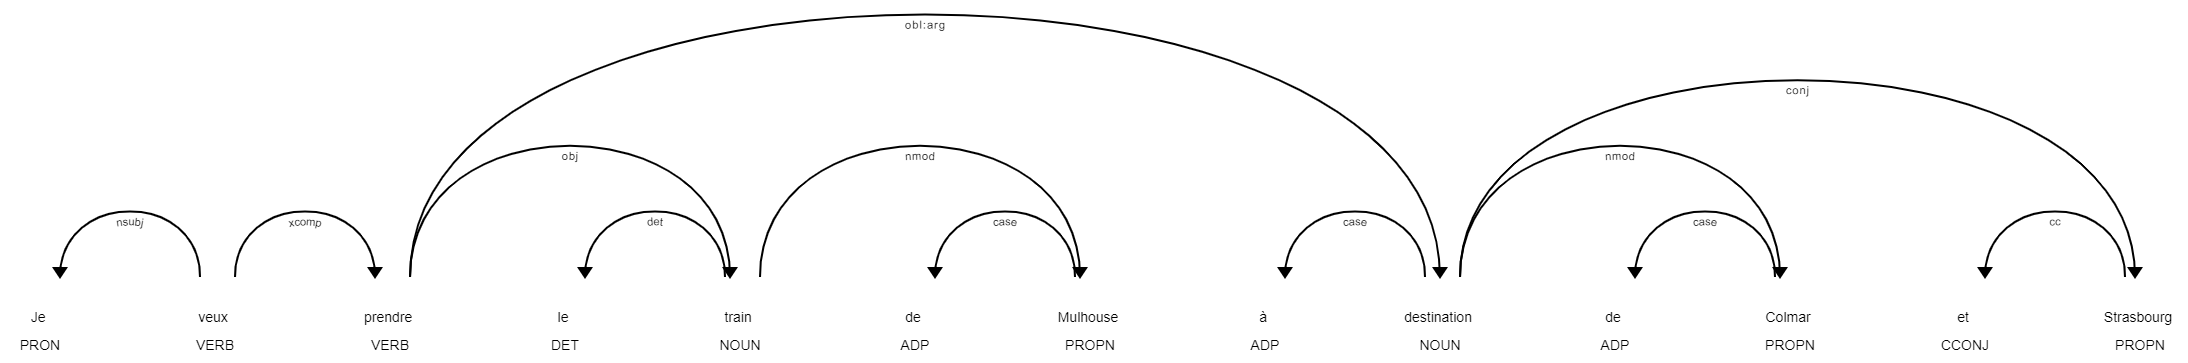 obl:arg
conj
obj nmod nmod
nsubj xcomp det case case case cc
Je veux prendre le train de Mulhouse à destination de Colmar et Strasbourg
PRON VERB VERB DET NOUN ADP PROPN ADP NOUN ADP PROPN CCONJ PROPN